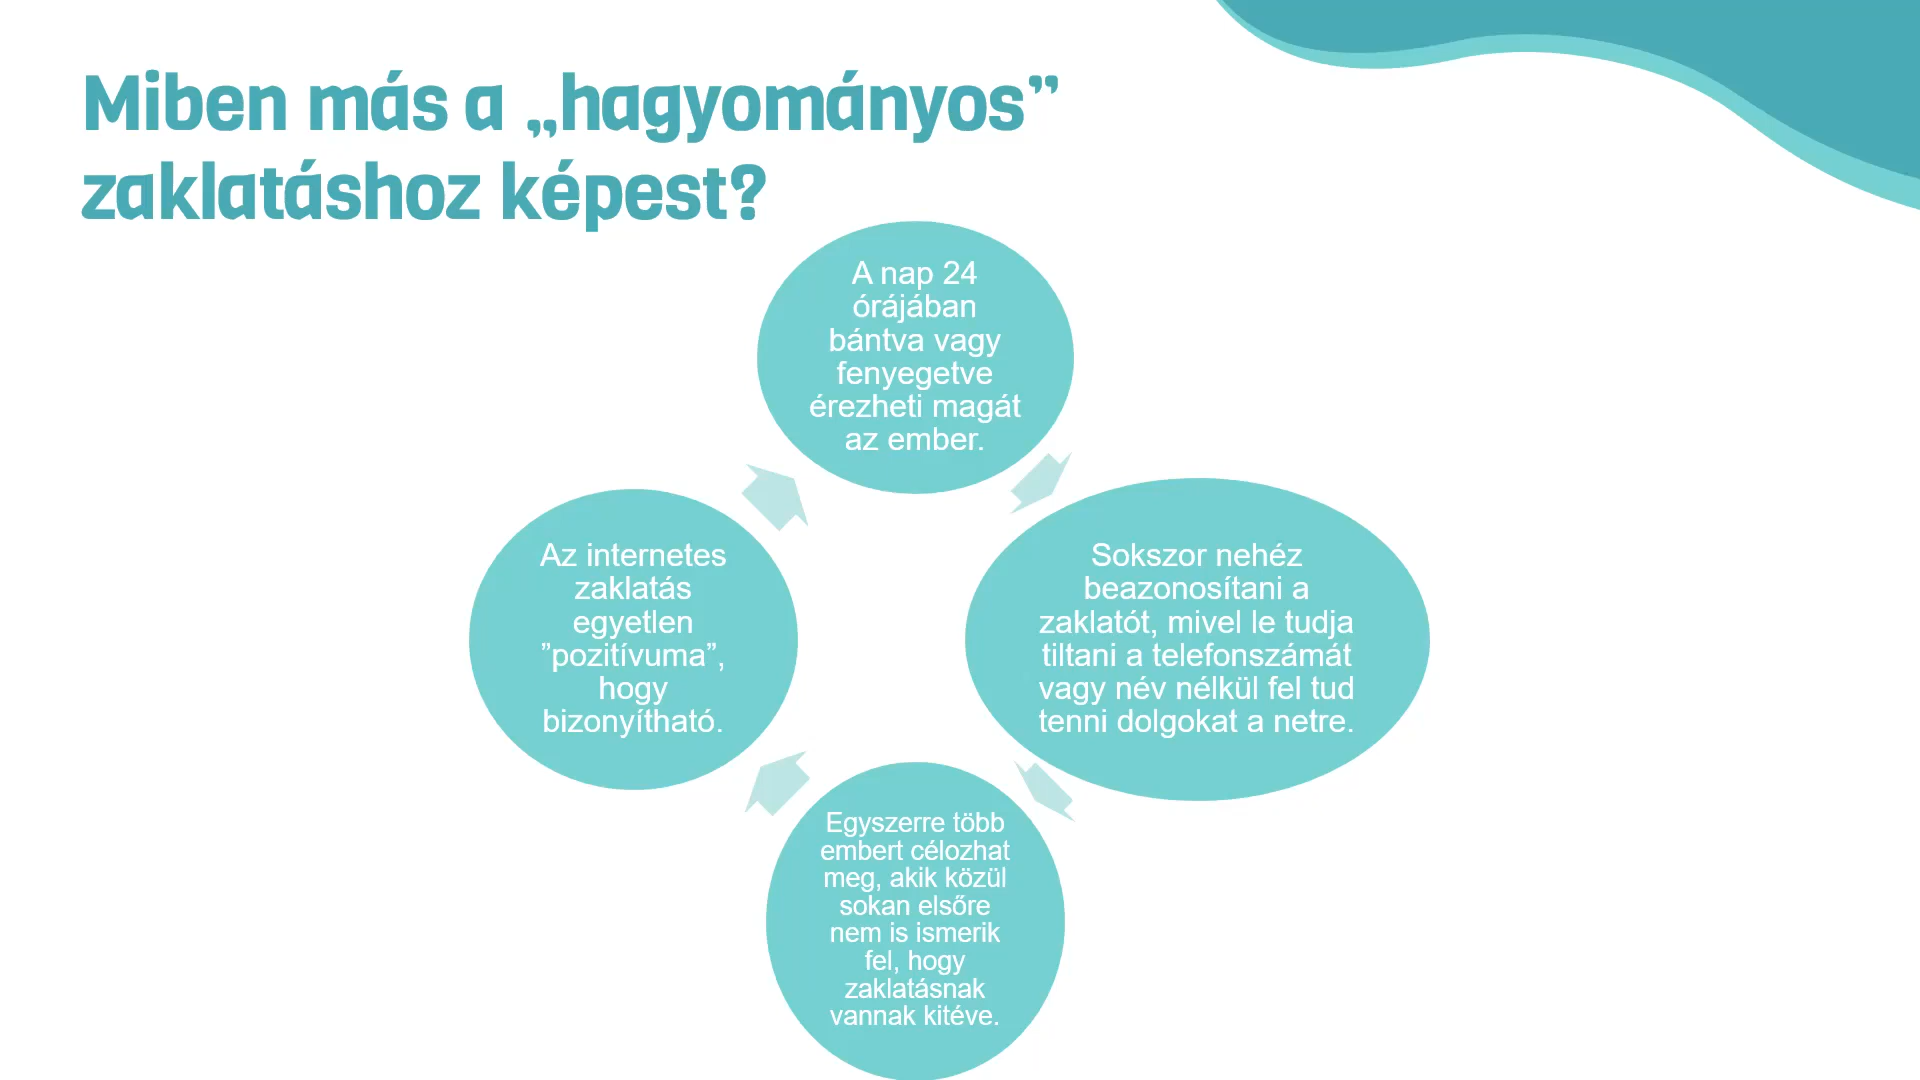 Miben más a „hagyományos”
zaklatáshoz képest?
A nap 24
órájában
bántva vagy
fenyegetve
érezheti magát
az ember.
Sokszor nehéz
beazonosítani a
zaklatót, mivel le tudja
tiltani a telefonszámát
vagy név nélkül fel tud
tenni dolgokat a netre.
Egyszerre több
embert célozhat
meg, akik közül
sokan elsőre
nem is ismerik
fel, hogy
zaklatásnak
vannak kitéve.
Az internetes
zaklatás
egyetlen
”pozitívuma”,
hogy
bizonyítható.